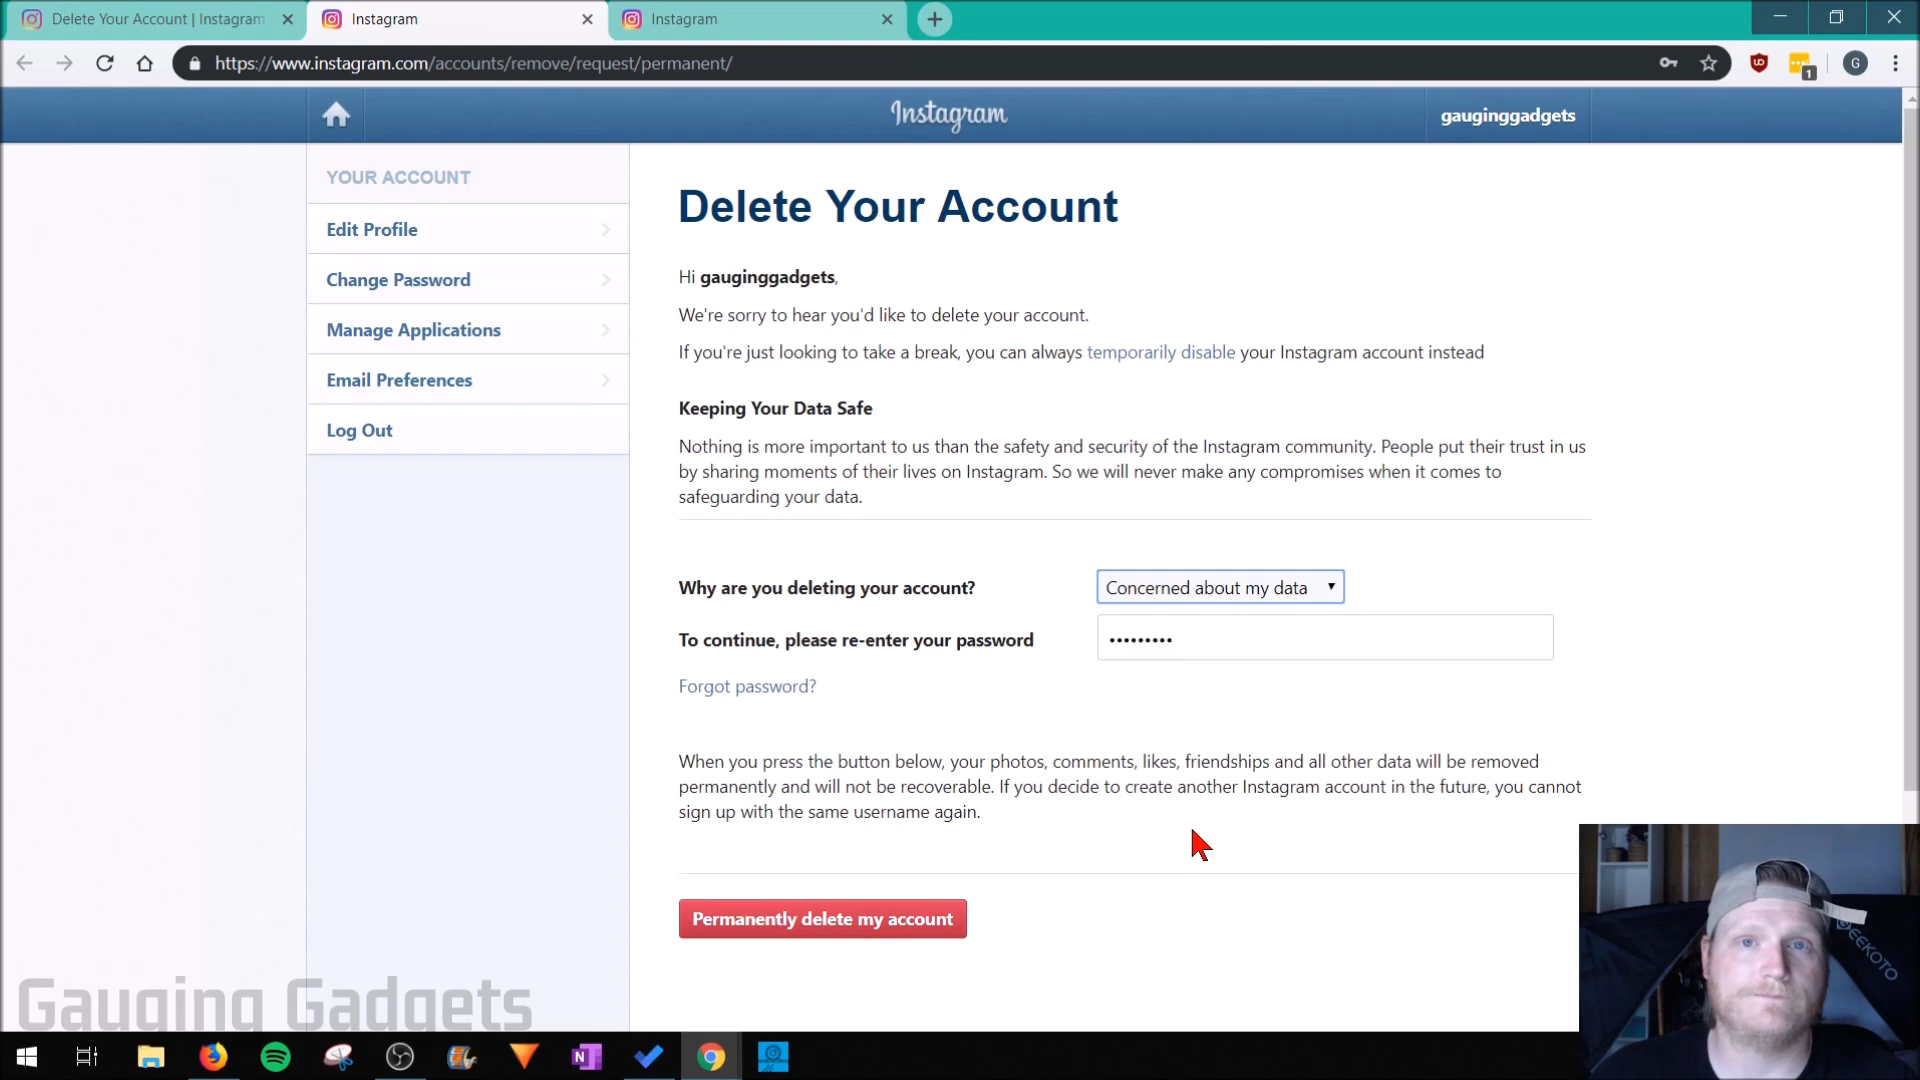 Delete Your Account | Instagram
Instagram
Instagram
https://www.instagram.com/accounts/remove/request/permanent/
1
G
Instagram
gauginggadgets
YOUR ACCOUNT
Edit Profile
Change Password
Manage Applications
Email Preferences
Log Out
Delete Your Account
Hi gauginggadgets,
We're sorry to hear you'd like to delete your account.
If you're just looking to take a break, you can always temporarily disable your Instagram account instead
Keeping Your Data Safe
Nothing is more important to us than the safety and security of the Instagram community. People put their trust in us
by sharing moments of their lives on Instagram. So we will never make any compromises when it comes to
safeguarding your data.
Why are you deleting your account?
Concerned about my data
To continue, please re-enter your password
•••••••••
Forgot password?
When you press the button below, your photos, comments, likes, friendships and all other data will be removed
permanently and will not be recoverable. If you decide to create another Instagram account in the future, you cannot
sign up with the same username again.
Permanently delete my account
GEEKOTO
Gauging Gadgets
N